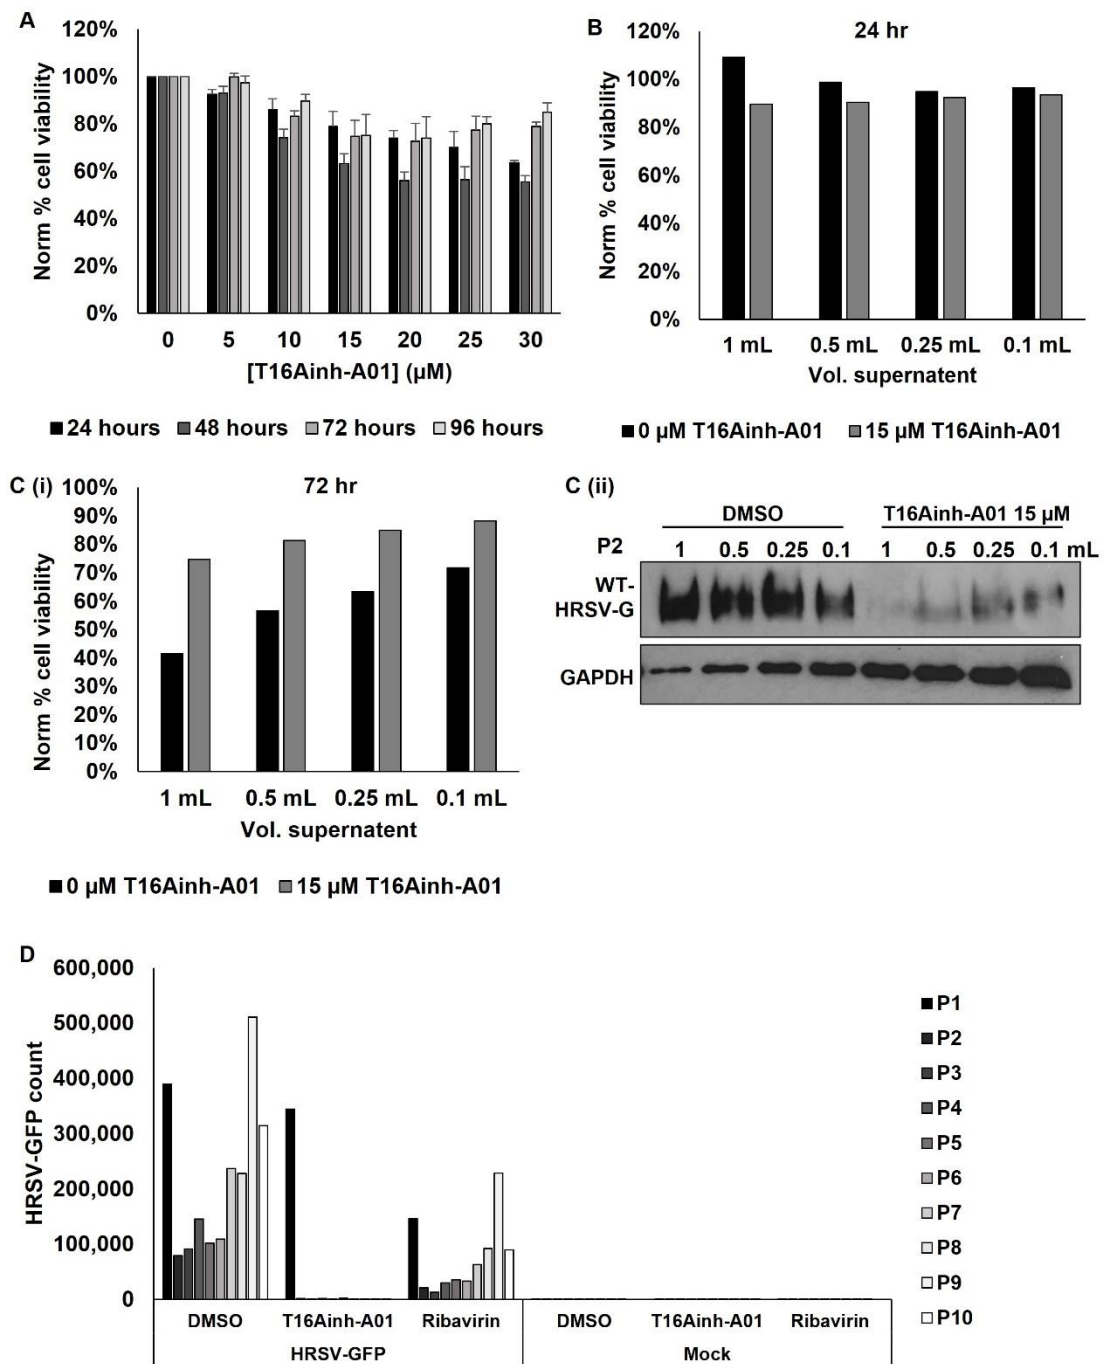 A
120%
100%
80%
60%
40%
20%
0%
Norm % cell viability
0 5 10 15 20 25 30
[T16Ainh-A01] (µM)
24 hours 48 hours 72 hours 96 hours
B
24 hr
120%
100%
80%
60%
40%
20%
0%
Norm % cell viability
1 mL 0.5 mL 0.25 mL 0.1 mL
Vol. supernatent
0 µM T16Ainh-A01 15 µM T16Ainh-A01
C (i)
72 hr
100%
90%
80%
70%
60%
50%
40%
30%
20%
10%
0%
Norm % cell viability
1 mL 0.5 mL 0.25 mL 0.1 mL
Vol. supernatent
0 µM T16Ainh-A01 15 µM T16Ainh-A01
C (ii)
DMSO T16Ainh-A01 15 µM
P2 1 0.5 0.25 0.1 1 0.5 0.25 0.1 mL
WT-
HRSV-G
GAPDH
D
600,000
500,000
400,000
300,000
200,000
100,000
0
HRSV-GFP count
DMSO T16Ainh-A01 Ribavirin DMSO T16Ainh-A01 Ribavirin
HRSV-GFP Mock
P1
P2
P3
P4
P5
P6
P7
P8
P9
P10